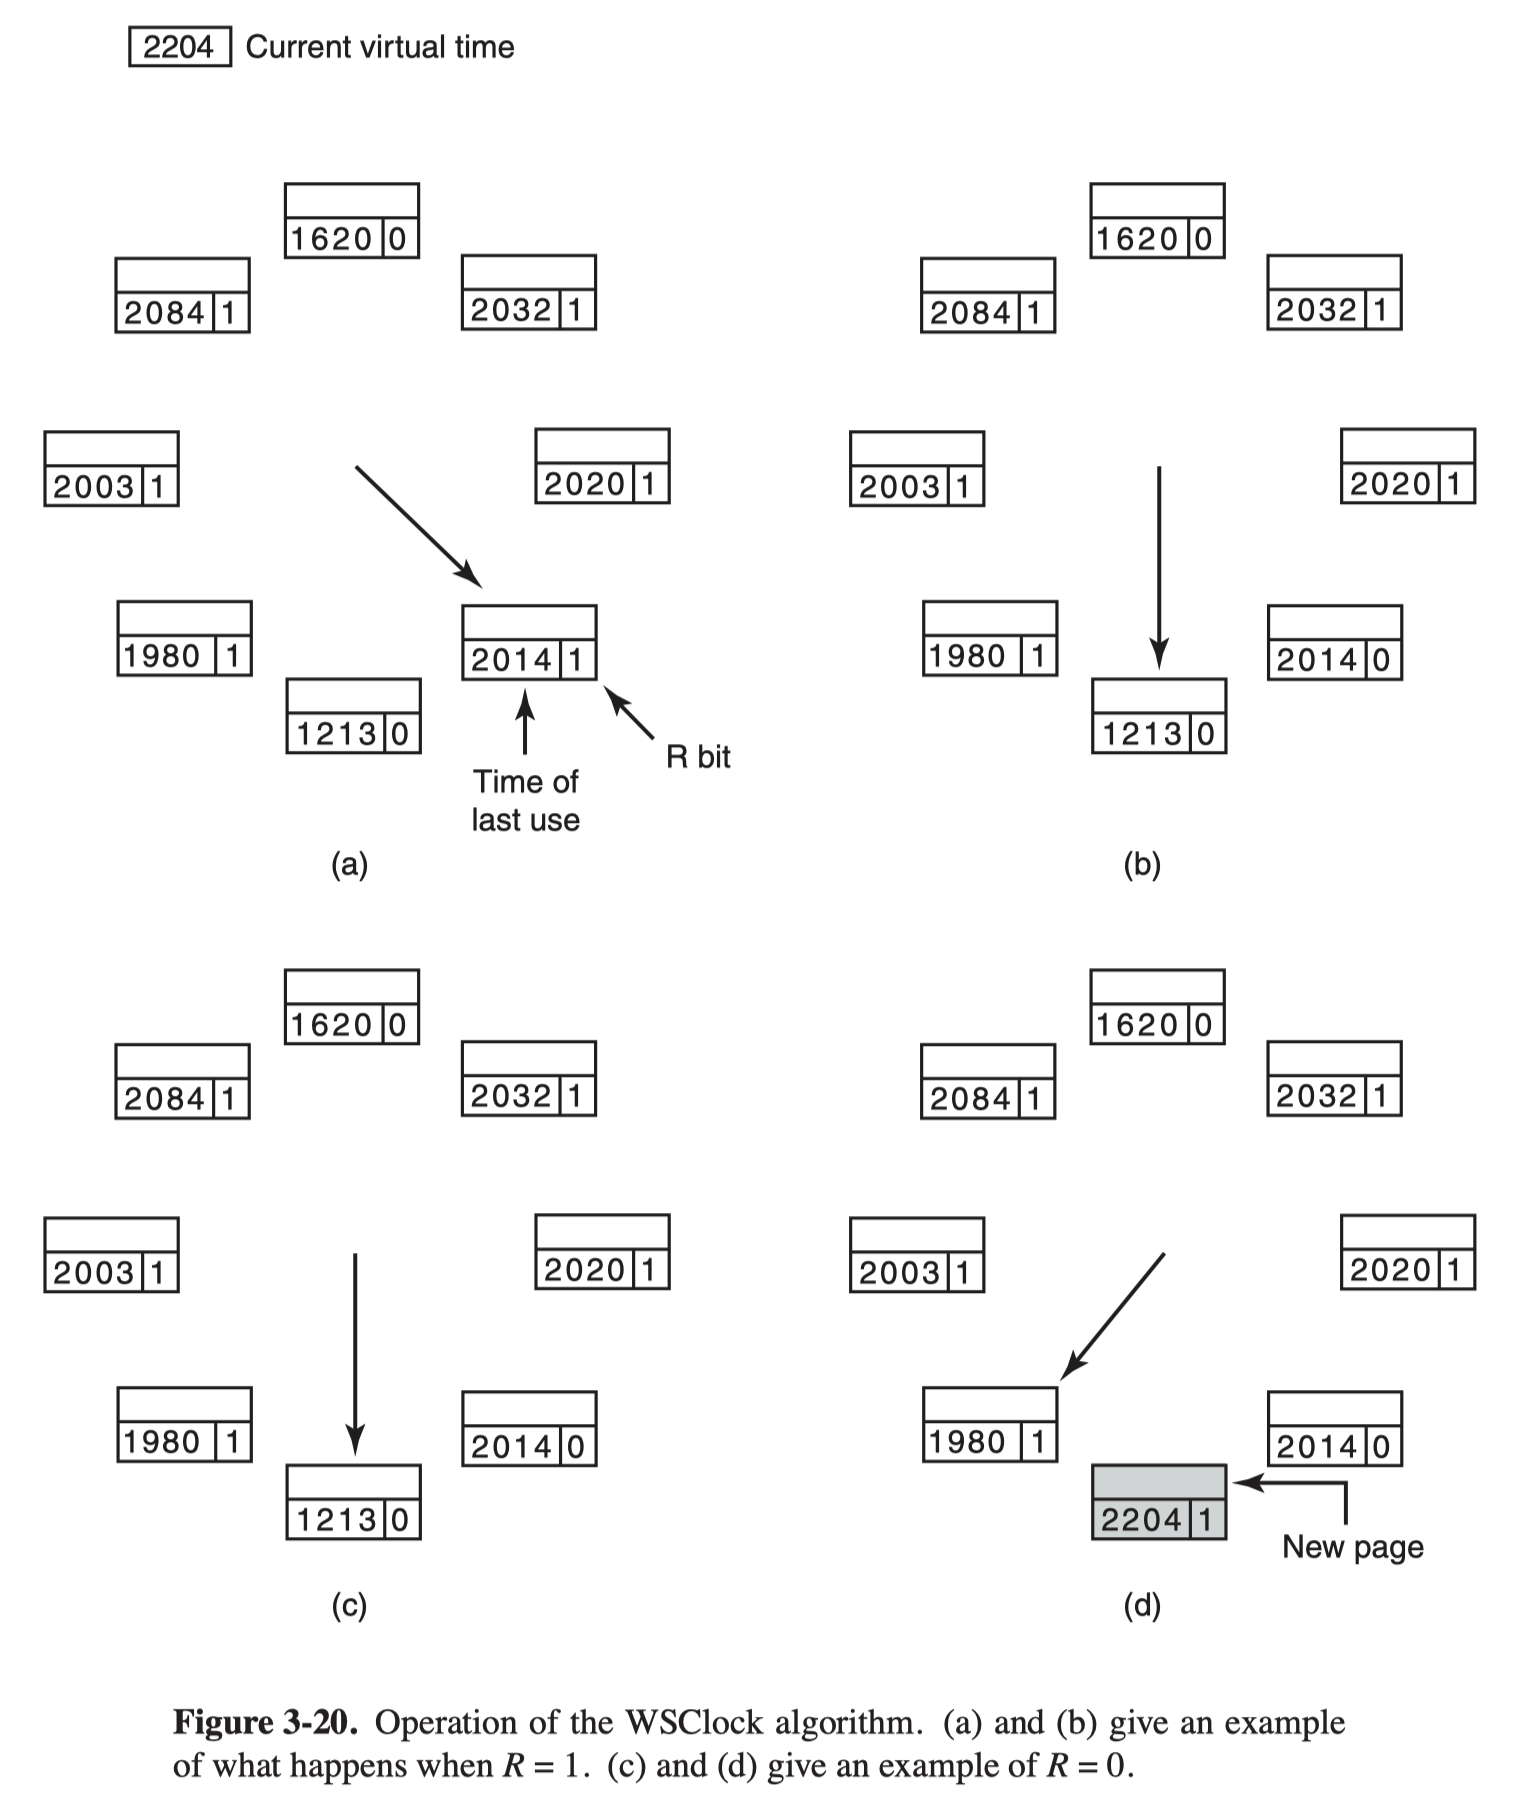 2204 Current virtual time
1620 0
1620 0
2084 1
2032 1
2084 1
2032 1
2003 1
2020 1
2003 1
2020 1
1980 1
2014 1
1980 1
2014 0
1213 0
1213 0
R bit
Time of
last use
(a)
(b)
1620 0
1620 0
2084 1
2032 1
2084 1
2032 1
2003 1
2020 1
2003 1
2020 1
1980 1
2014 0
1980 1
2014 0
1213 0
2204 1
New page
(c)
(d)
Figure 3-20. Operation of the WSClock algorithm. (a) and (b) give an example
of what happens when R = 1. (c) and (d) give an example of R = 0.